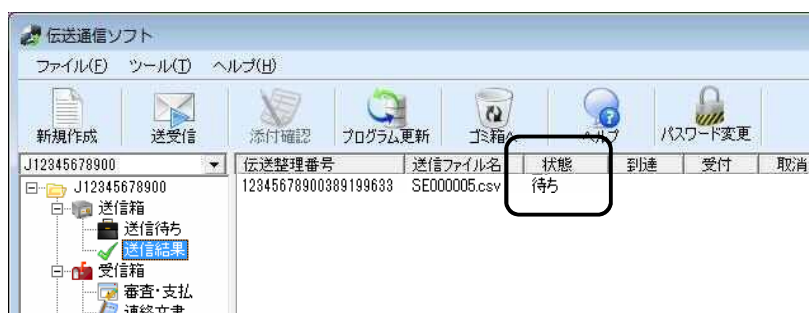 伝送通信ソフト
ファイル(F) ツール(T) ヘルプ(H)
新規作成 送受信 添付確認 プログラム更新 ゴミ箱へ ヘルプ パスワード変更
J12345678900 伝送整理番号 送信ファイル名 状態 到達 受付 取消
J12345678900 12345678900389199633 SE000005.csv 待ち
送信箱
送信待ち
送信結果
受信箱
審査・支払
連絡文書